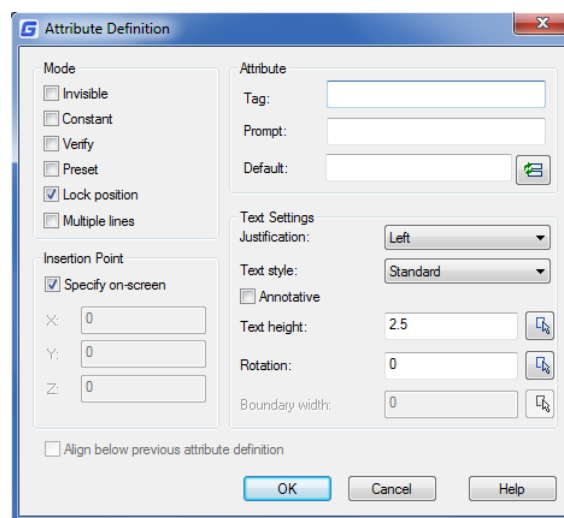 Attribute Definition
Mode
Invisible
Constant
Verify
Preset
Lock position
Multiple lines
Attribute
Tag:
Prompt:
Default:
Insertion Point
Specify on-screen
X: 0
Y: 0
Z: 0
Text Settings
Justification: Left
Text style: Standard
Annotative
Text height: 2.5
Rotation: 0
Boundary width: 0
Align below previous attribute definition
OK Cancel Help